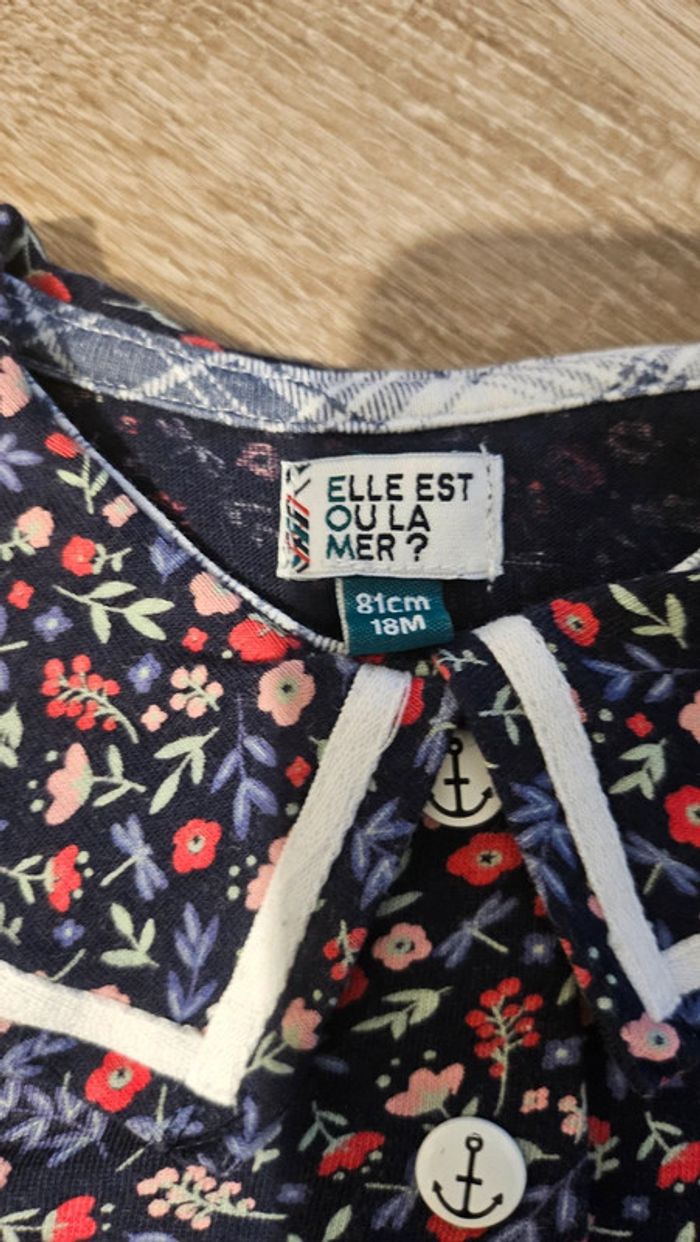 ELLE EST
OU LA
MER ?
81cm
18M